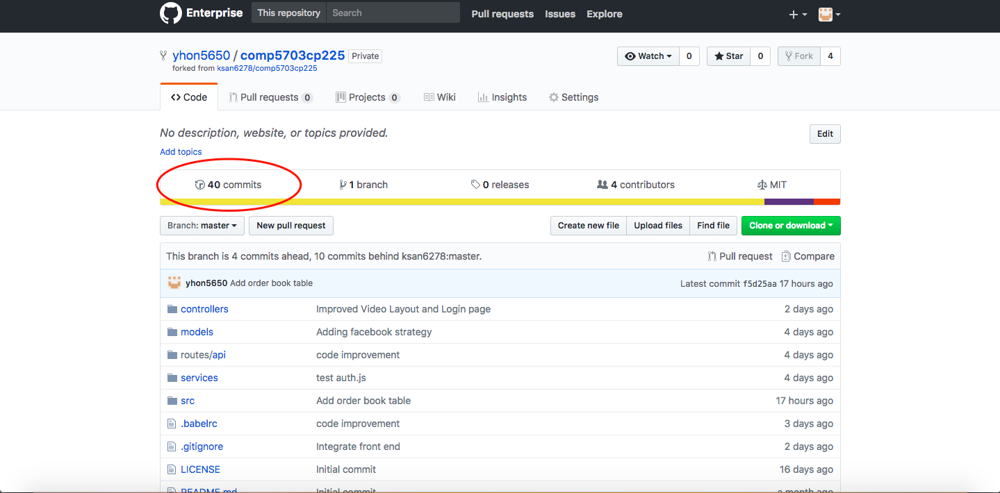 Enterprise This repository Search Pull requests Issues Explore
yhon5650 / comp5703cp225 Private Watch 0 Star 0 Fork 4
forked from ksan6278/comp5703cp225
<> Code Pull requests 0 Projects 0 Wiki Insights Settings
No description, website, or topics provided. Edit
Add topics
40 commits 1 branch 0 releases 4 contributors MIT
Branch: master New pull request Create new file Upload files Find file Clone or download
This branch is 4 commits ahead, 10 commits behind ksan6278:master. Pull request Compare
yhon5650 Add order book table Latest commit f5d25aa 17 hours ago
controllers Improved Video Layout and Login page 2 days ago
models Adding facebook strategy 4 days ago
routes/api code improvement 4 days ago
services test auth.js 4 days ago
src Add order book table 17 hours ago
.babelrc code improvement 3 days ago
.gitignore Integrate front end 2 days ago
LICENSE Initial commit 16 days ago
README.md Initial commit a month ago